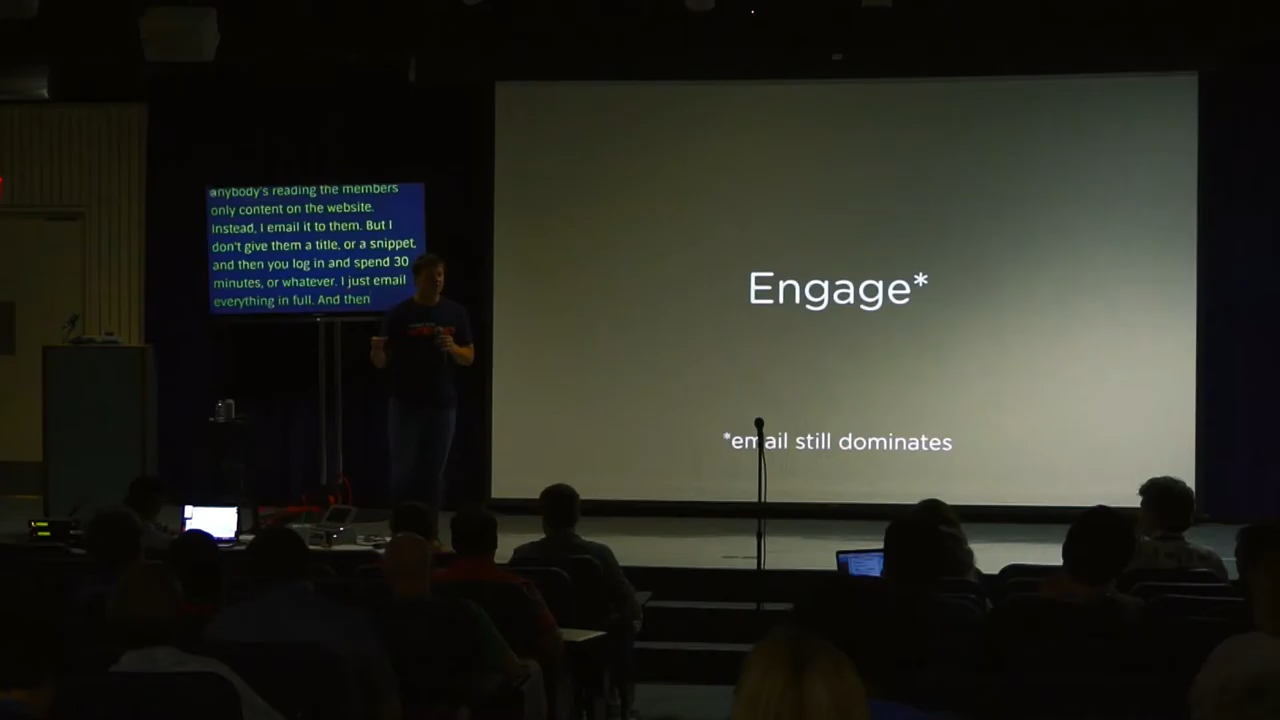 anybody's reading the members
only content on the website.
Instead, I email it to them. But I
don't give them a title, or a snippet,
and then you log in and spend 30
minutes, or whatever. I just email
everything in full. And then
Engage*
*email still dominates